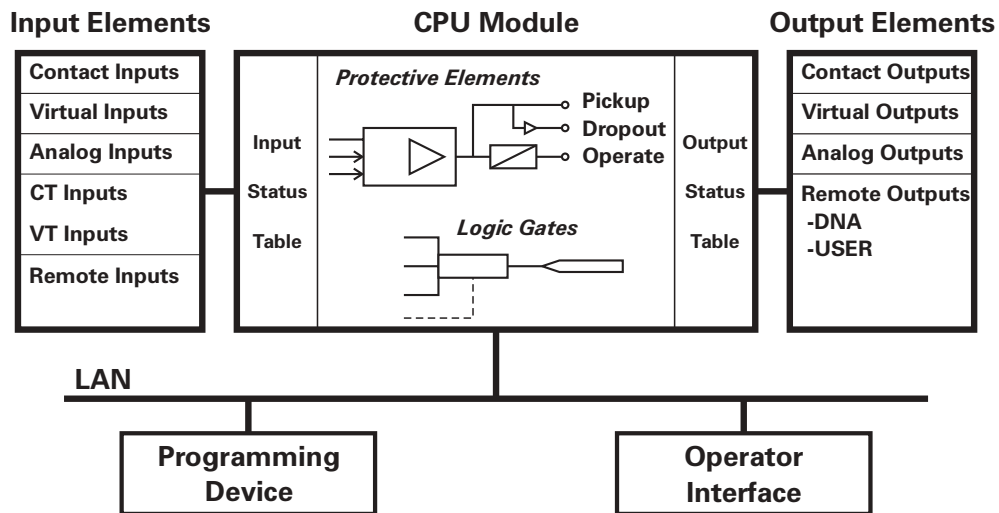 Input Elements
CPU Module
Output Elements
Contact Inputs
Virtual Inputs
Analog Inputs
CT Inputs
VT Inputs
Remote Inputs
Input
Status
Table
Protective Elements
Pickup
Dropout
Operate
Logic Gates
Output
Status
Table
Contact Outputs
Virtual Outputs
Analog Outputs
Remote Outputs
-DNA
-USER
LAN
Programming
Device
Operator
Interface